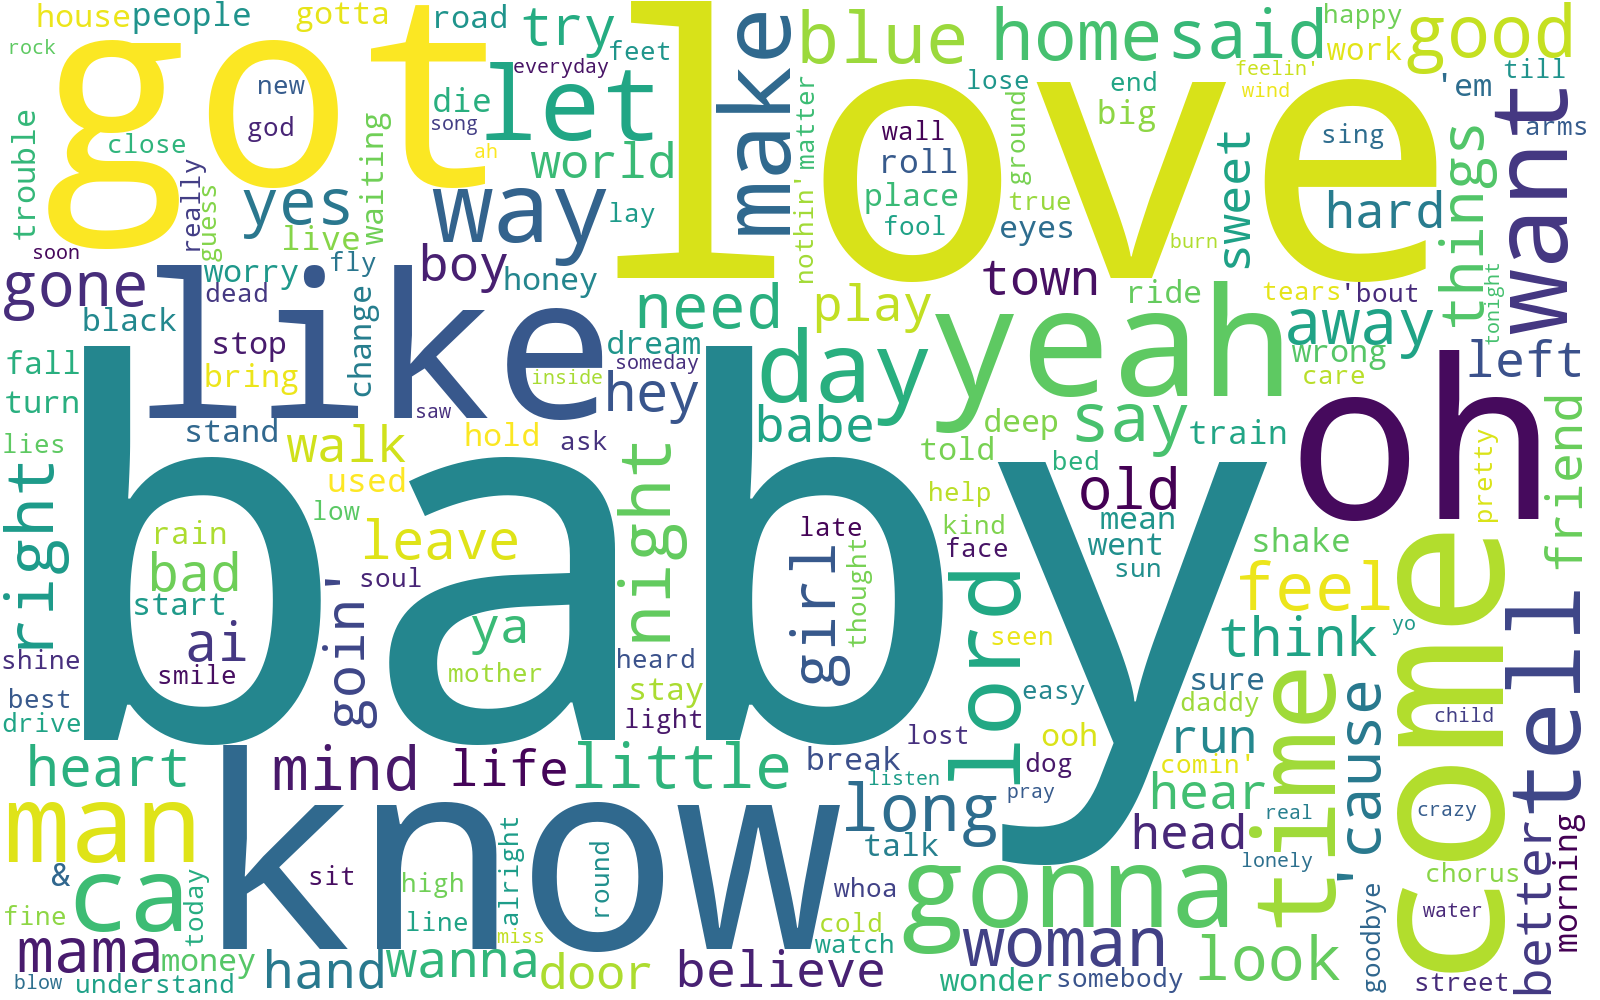 baby
love
got
know
like
oh
come
yeah
want
tell
time
lord
gonna
day
way
let
make
man
ca
night
right
little
home
said
good
blue
try
house
people
gotta
road
feet
everyday
rock
new
god
close
trouble
really
guess
waiting
die
song
ah
world
yes
live
lay
soon
gone
worry
fly
boy
honey
dead
black
stop
bring
change
need
dream
someday
inside
hey
saw
fall
turn
lies
stand
walk
hold
ask
used
low
leave
rain
bad
start
ai
smile
soul
goin'
ya
mother
heard
stay
light
shine
best
drive
heart
mind
life
&
sit
high
line
alright
miss
round
today
fine
mama
money
blow
understand
hand
wanna
door
believe
happy
work
lose
end
feelin'
wind
'em
till
arms
big
ground
matter
nothin'
wall
roll
place
fool
true
eyes
burn
sweet
sing
hard
things
tonight
town
ride
tears
'bout
play
away
wrong
care
left
babe
say
deep
train
told
bed
old
help
kind
face
mean
went
sun
late
thought
girl
pretty
friend
shake
feel
think
yo
seen
easy
sure
daddy
'cause
child
run
ooh
dog
lost
break
listen
pray
comin'
hear
real
crazy
long
talk
head
lonely
whoa
cold
watch
woman
wonder
somebody
look
goodbye
chorus
water
street
better
morning